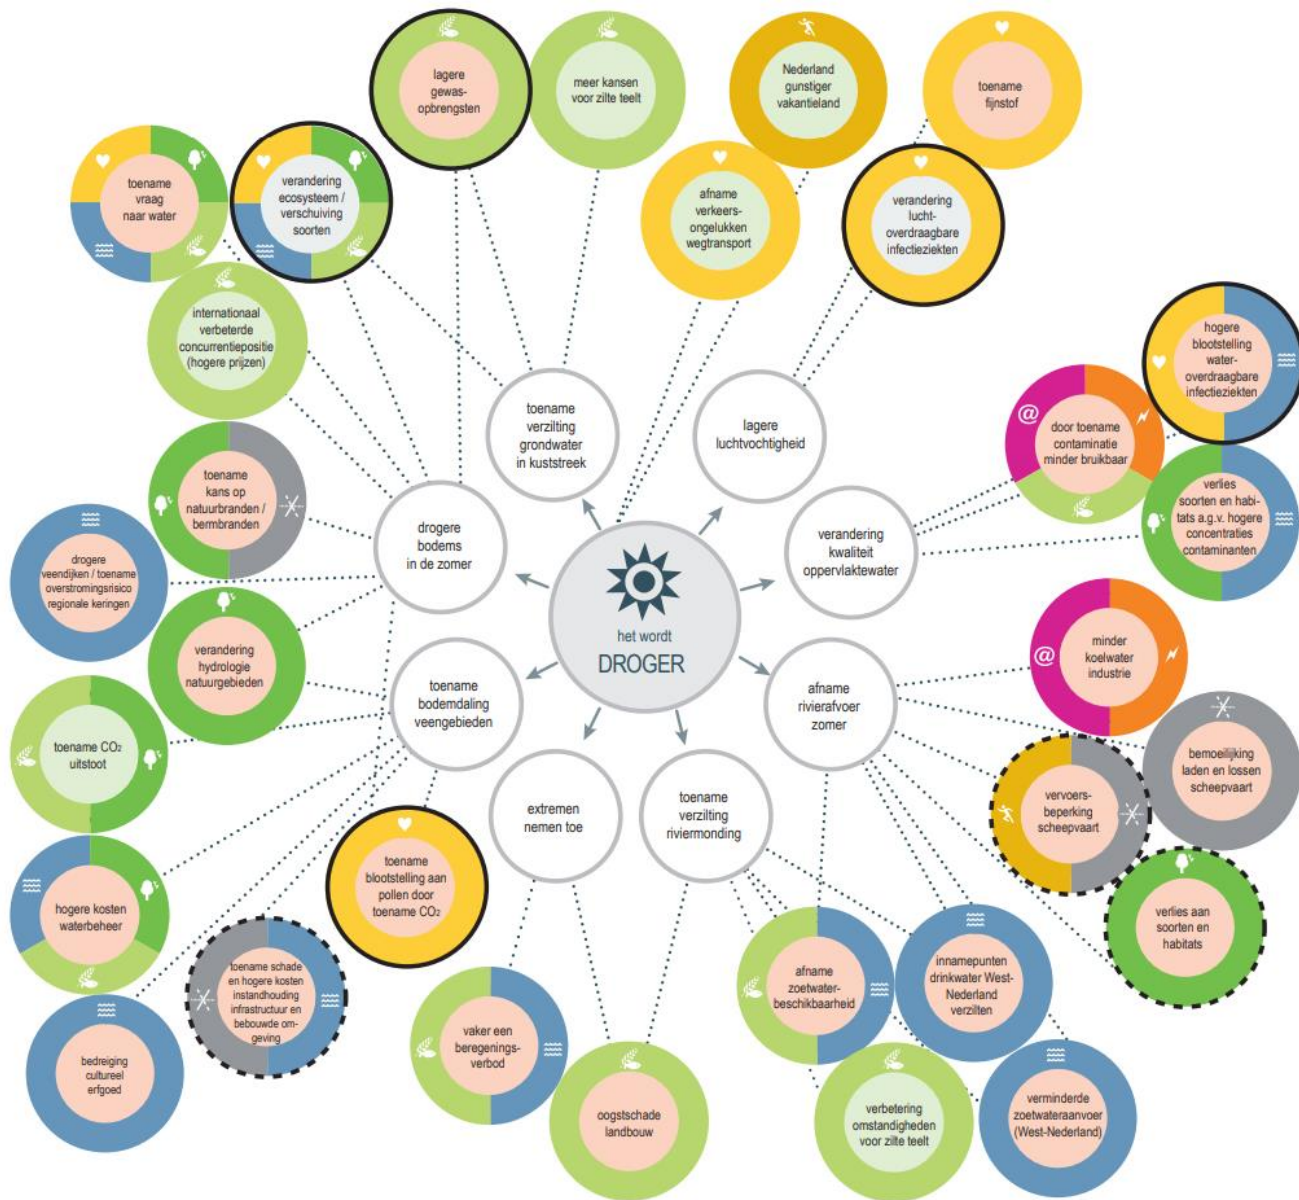 lagere
gewas-
opbrengsten
meer kansen
voor zilte teelt
Nederland
gunstiger
vakantieland
toename
fijnstof
toename
vraag
naar water
verandering
ecosysteem /
verschuiving
soorten
afname
verkeers-
ongelukken
wegtransport
verandering
lucht-
overdraagbare
infectieziekten
internationaal
verbeterde
concurrentiepositie
(hogere prijzen)
hogere
blootstelling
water-
overdraagbare
infectieziekten
toename
verzilting
grondwater
in kuststreek
lagere
luchtvochtigheid
@
door toename
contaminatie
minder bruikbaar
toename
kans op
natuurbranden /
bermbranden
drogere
bodems
in de zomer
verandering
kwaliteit
oppervlaktewater
verlies
soorten en habi-
tats a.g.v. hogere
concentraties
contaminanten
drogere
veendijken / toename
overstromingsrisico
regionale keringen
het wordt
DROGER
verandering
hydrologie
natuurgebieden
toename
bodemdaling
veengebieden
afname
rivierafvoer
zomer
@
minder
koelwater
industrie
toename CO2
uitstoot
bemoeilijking
laden en lossen
scheepvaart
extremen
nemen toe
toename
verzilting
riviermonding
vervoers-
beperking
scheepvaart
toename
blootstelling aan
pollen door
toename CO2
hogere kosten
waterbeheer
verlies aan
soorten en
habitats
toename schade
en hogere kosten
instandhouding
infrastructuur en
bebouwde om-
geving
afname
zoetwater-
beschikbaarheid
innamepunten
drinkwater West-
Nederland
verzilten
vaker een
beregenings-
verbod
bedreiging
cultureel
erfgoed
oogstschade
landbouw
verbetering
omstandigheden
voor zilte teelt
verminderde
zoetwateraanvoer
(West-Nederland)